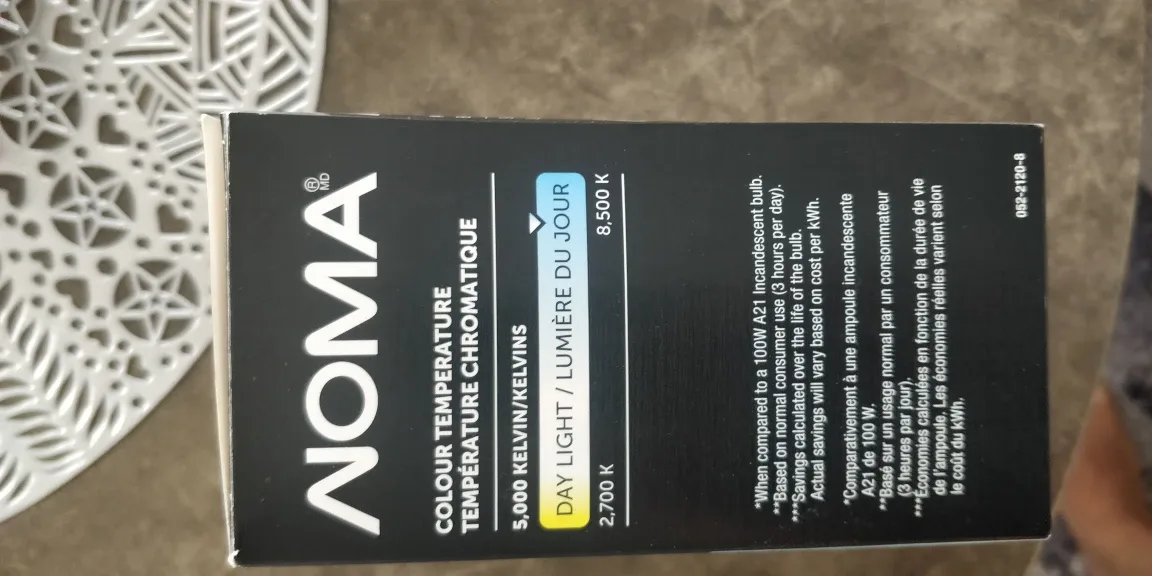 NOMA®
MD
COLOUR TEMPERATURE
TEMPÉRATURE CHROMATIQUE
5,000 KELVIN/KELVINS
DAY LIGHT / LUMIÈRE DU JOUR
2,700 K 8,500 K
*When compared to a 100W A21 Incandescent bulb.
**Based on normal consumer use (3 hours per day).
***Savings calculated over the life of the bulb.
Actual savings will vary based on cost per kWh.
*Comparativement à une ampoule incandescente
A21 de 100 W.
**Basé sur un usage normal par un consommateur
(3 heures par jour).
***Économies calculées en fonction de la durée de vie
de l'ampoule. Les économies réelles varient selon
le coût du kWh.
052-2120-8